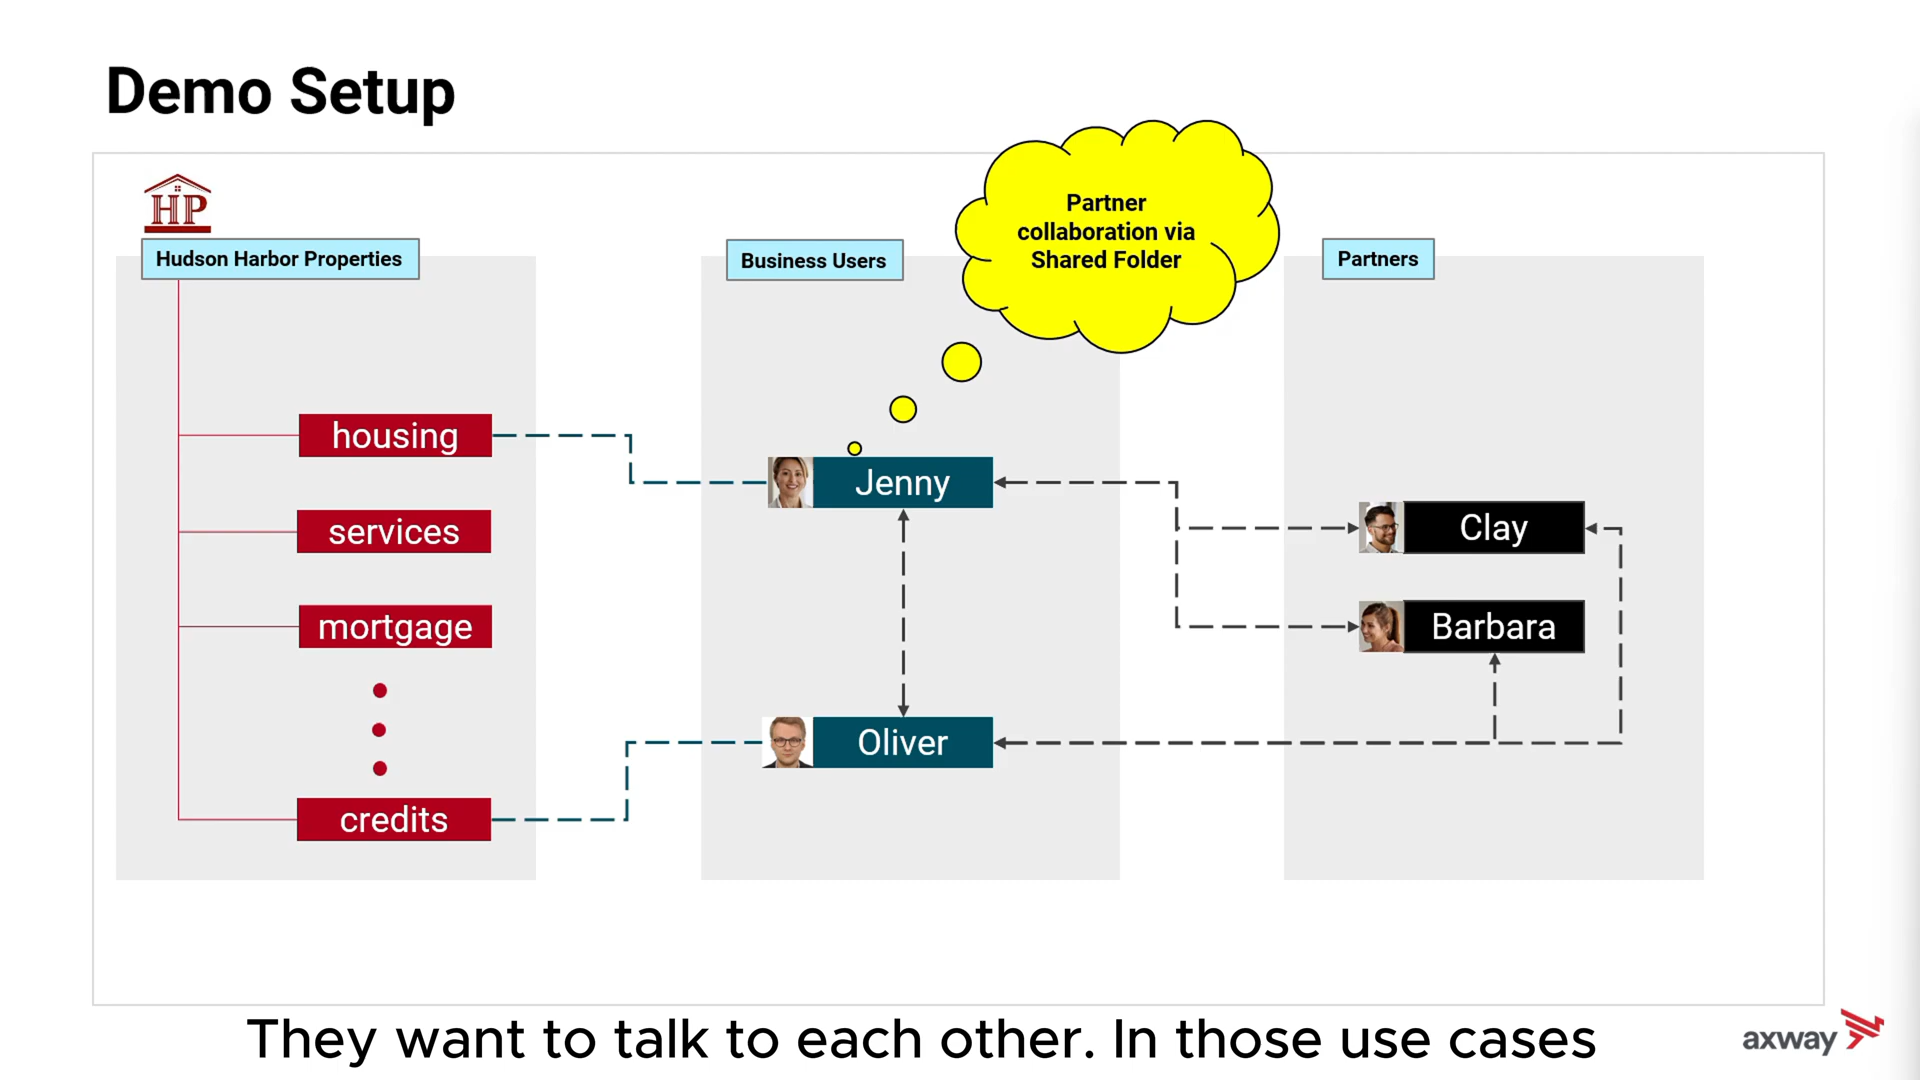 Demo Setup
HP
Hudson Harbor Properties
Business Users
Partner
collaboration via
Shared Folder
Partners
housing
services
mortgage
credits
Jenny
Oliver
Clay
Barbara
They want to talk to each other. In those use cases
axway